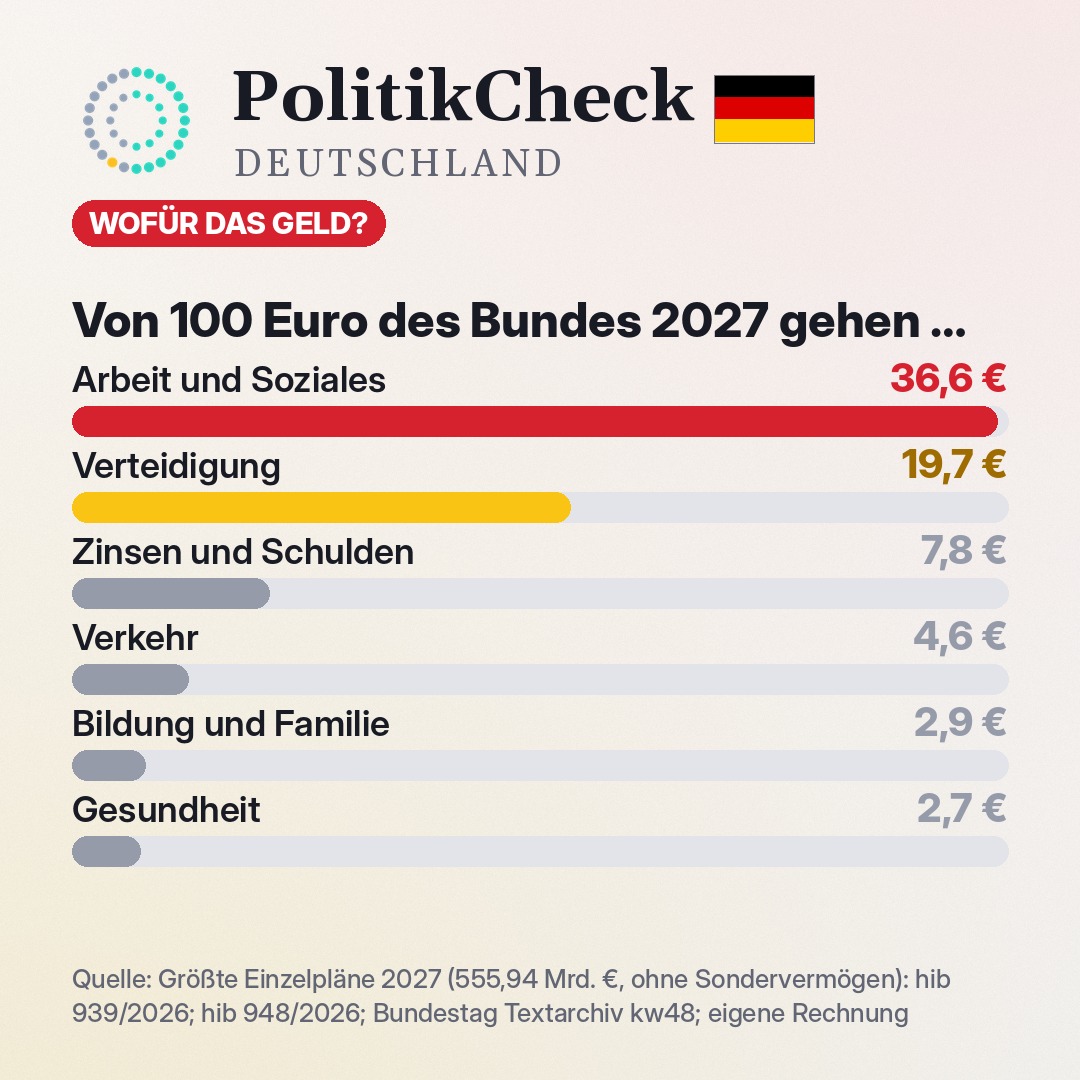 PolitikCheck
DEUTSCHLAND
WOFÜR DAS GELD?
Von 100 Euro des Bundes 2027 gehen ...
Arbeit und Soziales 36,6 €
Verteidigung 19,7 €
Zinsen und Schulden 7,8 €
Verkehr 4,6 €
Bildung und Familie 2,9 €
Gesundheit 2,7 €
Quelle: Größte Einzelpläne 2027 (555,94 Mrd. €, ohne Sondervermögen): hib
939/2026; hib 948/2026; Bundestag Textarchiv kw48; eigene Rechnung